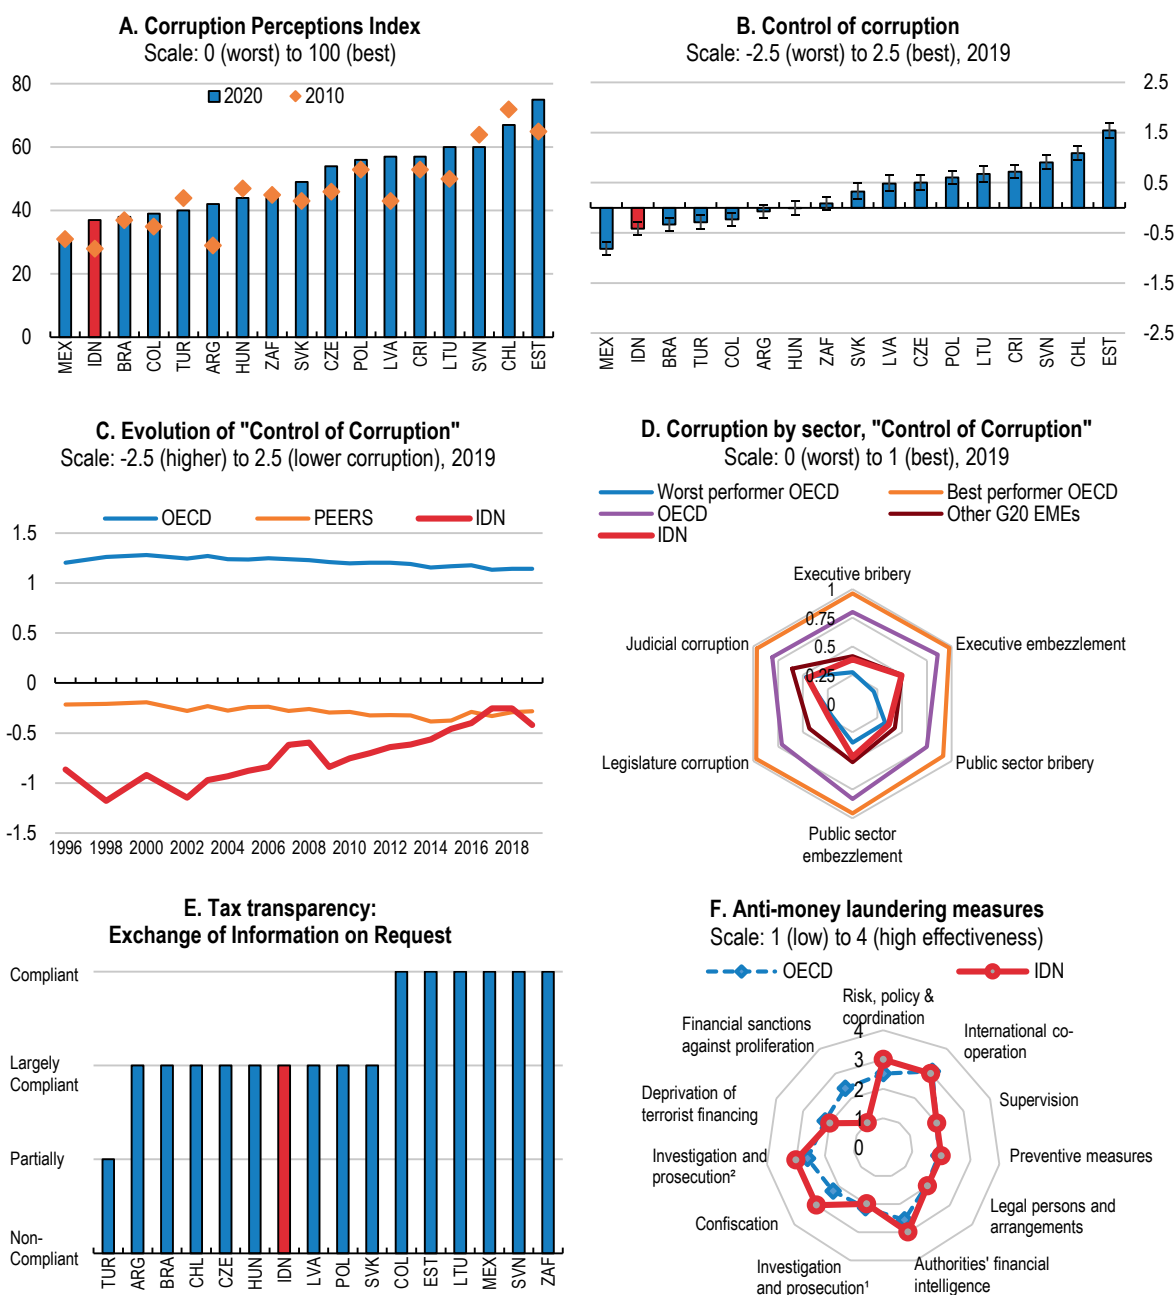 A. Corruption Perceptions Index
Scale: 0 (worst) to 100 (best)
2020
2010
80
60
40
20
0
MEX
IDN
BRA
COL
TUR
ARG
HUN
ZAF
SVK
CZE
POL
LVA
CRI
LTU
SVN
CHL
EST
B. Control of corruption
Scale: -2.5 (worst) to 2.5 (best), 2019
2.5
1.5
0.5
-0.5
-1.5
-2.5
MEX
IDN
BRA
TUR
COL
ARG
HUN
ZAF
SVK
LVA
CZE
POL
LTU
CRI
SVN
CHL
EST
C. Evolution of "Control of Corruption"
Scale: -2.5 (higher) to 2.5 (lower corruption), 2019
OECD
PEERS
IDN
1.5
1
0.5
0
-0.5
-1
-1.5
1996 1998 2000 2002 2004 2006 2008 2010 2012 2014 2016 2018
D. Corruption by sector, "Control of Corruption"
Scale: 0 (worst) to 1 (best), 2019
Worst performer OECD
Best performer OECD
OECD
Other G20 EMEs
IDN
Executive bribery
1
0.75
0.5
0.25
0
Judicial corruption
Executive embezzlement
Legislature corruption
Public sector bribery
Public sector
embezzlement
E. Tax transparency:
Exchange of Information on Request
Compliant
Largely
Compliant
Partially
Non-
Compliant
TUR
ARG
BRA
CHL
CZE
HUN
IDN
LVA
POL
SVK
COL
EST
LTU
MEX
SVN
ZAF
F. Anti-money laundering measures
Scale: 1 (low) to 4 (high effectiveness)
OECD
IDN
Risk, policy &
coordination
4
3
2
1
0
Financial sanctions
against proliferation
International co-
operation
Deprivation of
terrorist financing
Supervision
Investigation and
prosecution²
Preventive measures
Confiscation
Legal persons and
arrangements
Investigation
and prosecution¹
Authorities' financial
intelligence